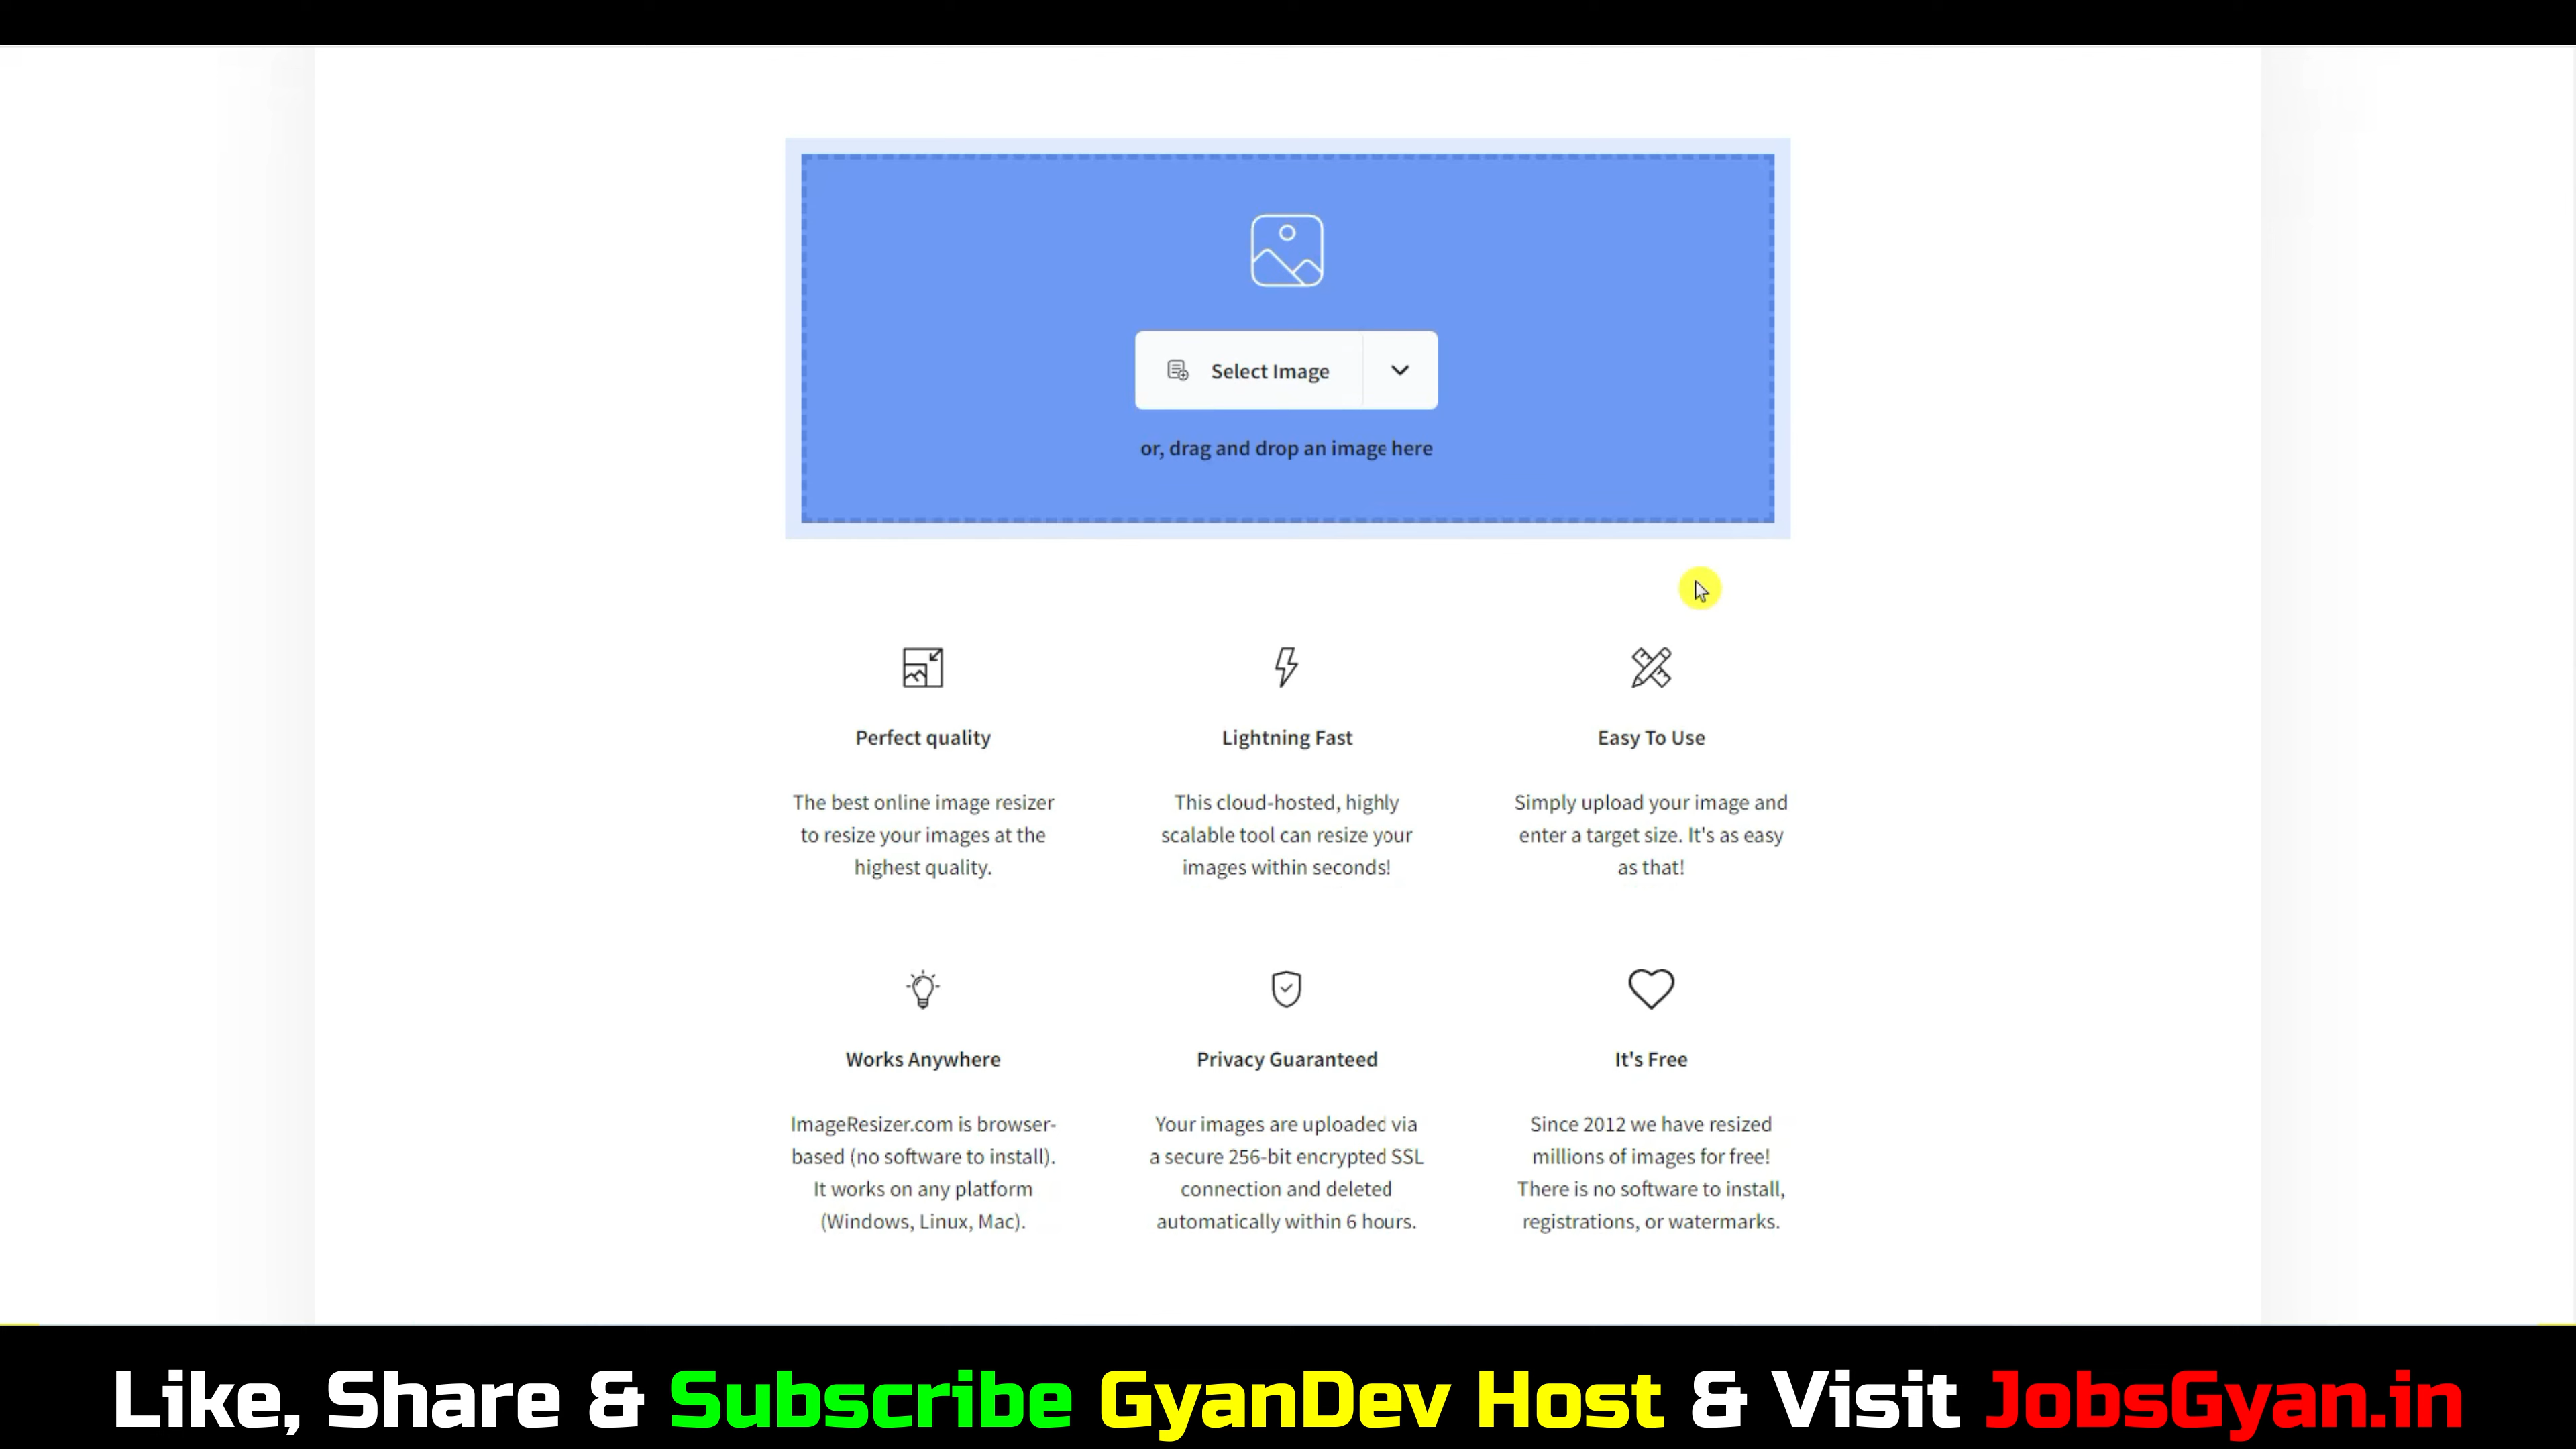 Select Image
or, drag and drop an image here
Perfect quality
The best online image resizer
to resize your images at the
highest quality.
Lightning Fast
This cloud-hosted, highly
scalable tool can resize your
images within seconds!
Easy To Use
Simply upload your image and
enter a target size. It's as easy
as that!
Works Anywhere
ImageResizer.com is browser-
based (no software to install).
It works on any platform
(Windows, Linux, Mac).
Privacy Guaranteed
Your images are uploaded via
a secure 256-bit encrypted SSL
connection and deleted
automatically within 6 hours.
It's Free
Since 2012 we have resized
millions of images for free!
There is no software to install,
registrations, or watermarks.
Like, Share & Subscribe GyanDev Host & Visit JobsGyan.in